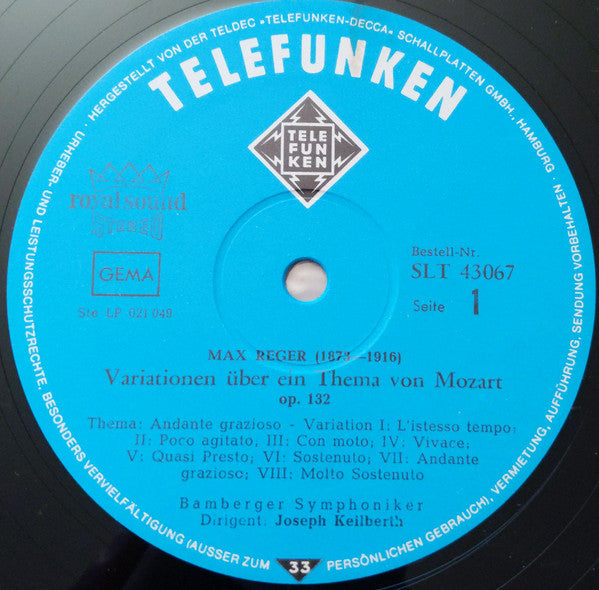 URHEBER- UND LEISTUNGSSCHUTZRECHTE, BESONDERS VERVIELFÄLTIGUNG (AUSSER ZUM PERSÖNLICHEN GEBRAUCH), VERMIETUNG, AUFFÜHRUNG, SENDUNG VORBEHALTEN · HERGESTELLT VON DER TELDEC »TELEFUNKEN-DECCA« SCHALLPLATTEN GMBH., HAMBURG ·
TELEFUNKEN
TELE
FUN
KEN
royal sound
STEREO
GEMA
Ste LP 021 049
Bestell-Nr.
SLT 43067
Seite 1
MAX REGER (1873—1916)
Variationen über ein Thema von Mozart
op. 132
Thema: Andante grazioso - Variation I: L'istesso tempo;
II: Poco agitato, III: Con moto; IV: Vivace;
V: Quasi Presto; VI: Sostenuto; VII: Andante
grazioso; VIII: Molto Sostenuto
Bamberger Symphoniker
Dirigent: Joseph Keilberth
33